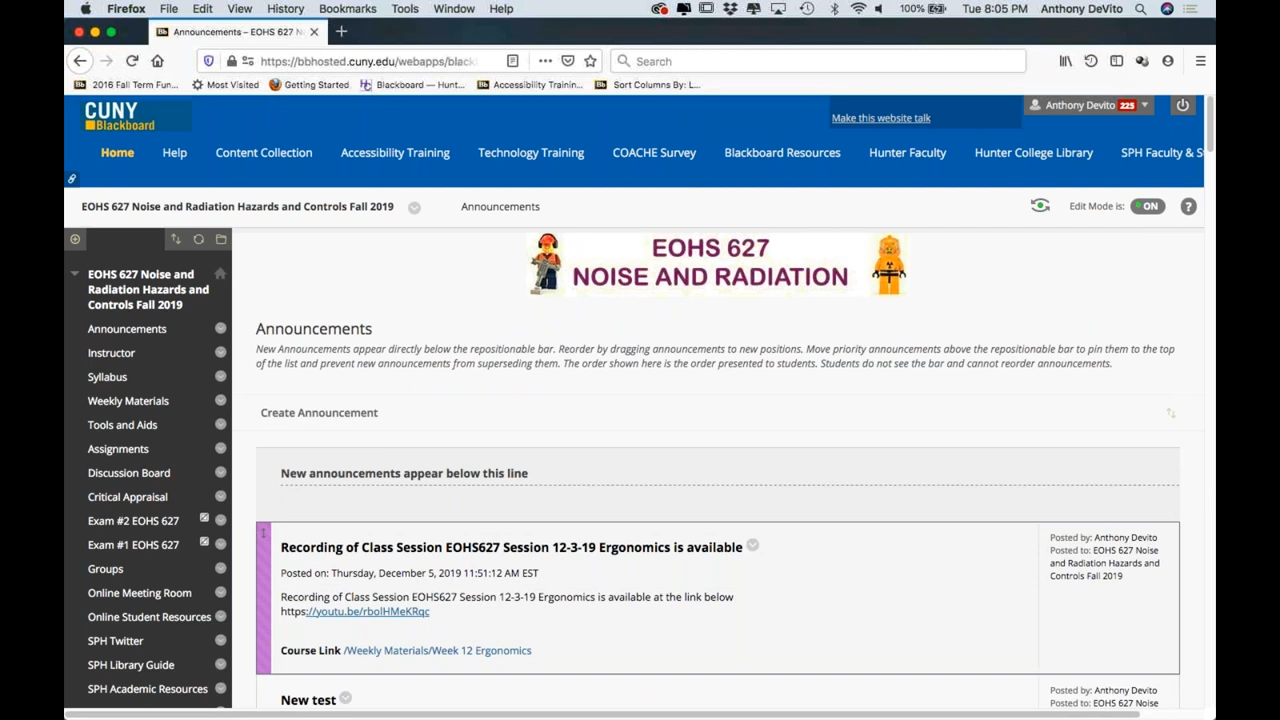 Firefox File Edit View History Bookmarks Tools Window Help 100% Tue 8:05 PM Anthony DeVito
Bb Announcements – EOHS 627 N
https://bbhosted.cuny.edu/webapps/black Search
Bb 2016 Fall Term Fun... Most Visited Getting Started Blackboard — Hunt... Bb Accessibility Trainin... Bb Sort Columns By: L...
CUNY
Blackboard
Make this website talk
Anthony Devito 225
Home Help Content Collection Accessibility Training Technology Training COACHE Survey Blackboard Resources Hunter Faculty Hunter College Library SPH Faculty & S
EOHS 627 Noise and Radiation Hazards and Controls Fall 2019 Announcements Edit Mode is: ON ?
EOHS 627 Noise and
Radiation Hazards and
Controls Fall 2019
Announcements
Instructor
Syllabus
Weekly Materials
Tools and Aids
Assignments
Discussion Board
Critical Appraisal
Exam #2 EOHS 627
Exam #1 EOHS 627
Groups
Online Meeting Room
Online Student Resources
SPH Twitter
SPH Library Guide
SPH Academic Resources
EOHS 627
NOISE AND RADIATION
Announcements
New Announcements appear directly below the repositionable bar. Reorder by dragging announcements to new positions. Move priority announcements above the repositionable bar to pin them to the top
of the list and prevent new announcements from superseding them. The order shown here is the order presented to students. Students do not see the bar and cannot reorder announcements.
Create Announcement
New announcements appear below this line
Recording of Class Session EOHS627 Session 12-3-19 Ergonomics is available
Posted on: Thursday, December 5, 2019 11:51:12 AM EST
Recording of Class Session EOHS627 Session 12-3-19 Ergonomics is available at the link below
https://youtu.be/rbolHMeKRqc
Course Link /Weekly Materials/Week 12 Ergonomics
Posted by: Anthony Devito
Posted to: EOHS 627 Noise
and Radiation Hazards and
Controls Fall 2019
New test
Posted by: Anthony Devito
Posted to: EOHS 627 Noise